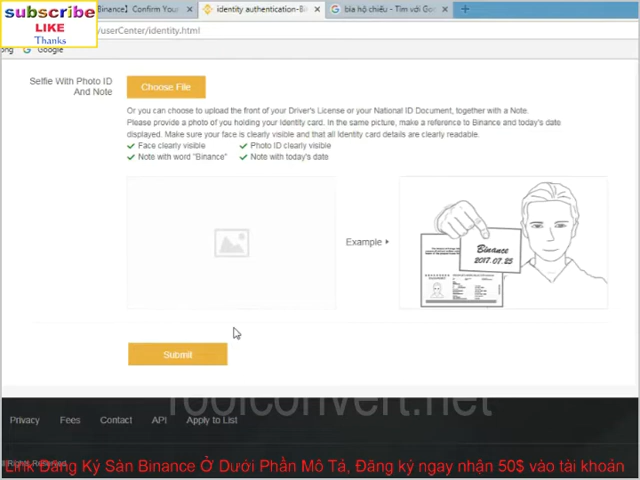 subscribe
LIKE
Thanks
Binance】 Confirm Your
identity authentication-Bi
bìa hộ chiếu - Tìm với Goo
/userCenter/identity.html
ong
Google
Selfie With Photo ID
And Note
Choose File
Or you can choose to upload the front of your Driver's License or your National ID Document, together with a Note.
Please provide a photo of you holding your Identity card. In the same picture, make a reference to Binance and today's date
displayed. Make sure your face is clearly visible and that all Identity card details are clearly readable.
Face clearly visible
Photo ID clearly visible
Note with word "Binance"
Note with today's date
Example
Binance
2017.07.25
Submit
Toolconvert.net
Privacy
Fees
Contact
API
Apply to List
Rights Reserved
Link Đăng Ký Sàn Binance Ở Dưới Phần Mô Tả, Đăng ký ngay nhận 50$ vào tài khoản